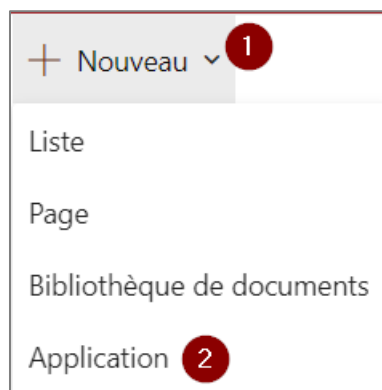 + Nouveau 1
Liste
Page
Bibliothèque de documents
Application 2